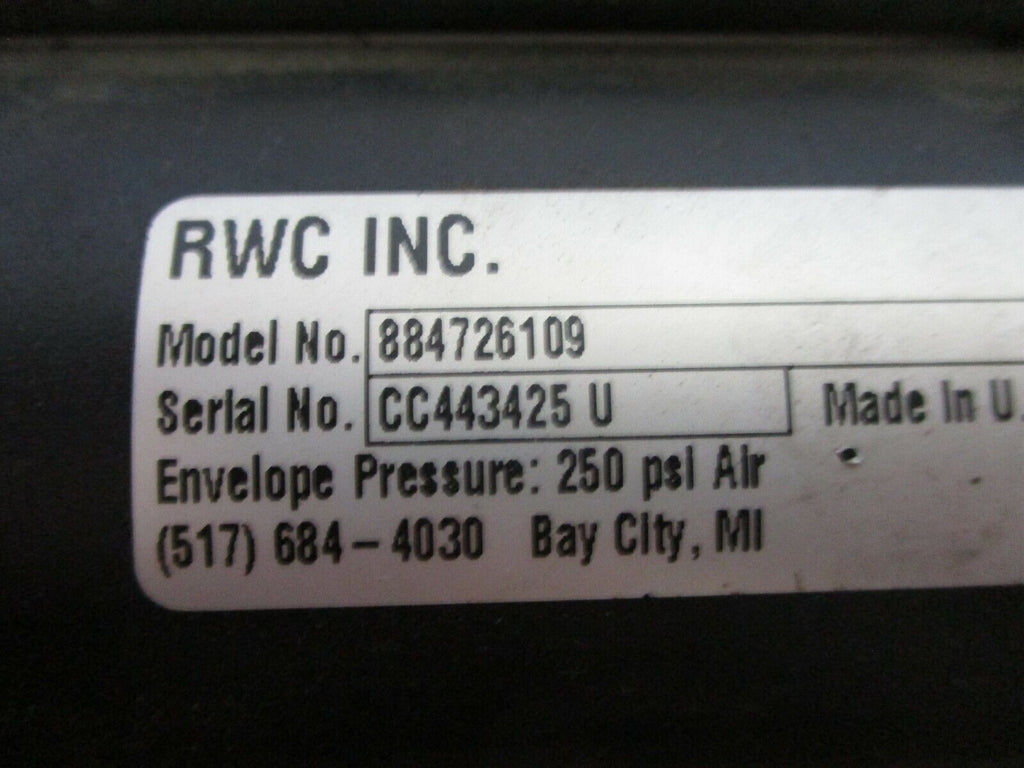 RWC INC.
Model No. 884726109
Serial No. CC443425 U Made In U.
Envelope Pressure: 250 psi Air
(517) 684-4030 Bay City, MI